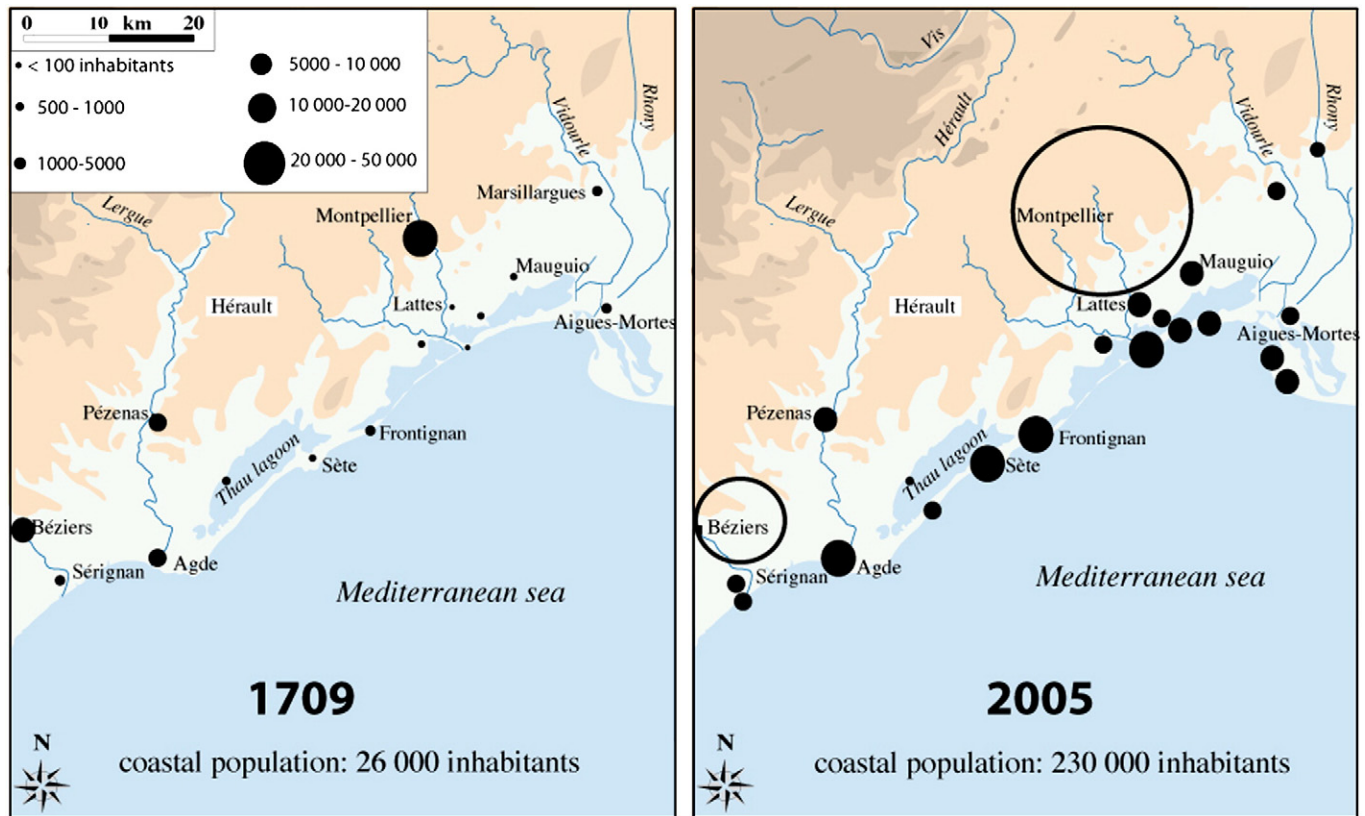 0 10 km 20
< 100 inhabitants
500 - 1000
1000-5000
5000 - 10 000
10 000-20 000
20 000 - 50 000
Vidourle
Rhony
Lergue
Marsillargues
Montpellier
Mauguio
Hérault
Lattes
Aigues-Mortes
Pézenas
Frontignan
Thau lagoon
Sète
Béziers
Agde
Sérignan
Mediterranean sea
1709
N
coastal population: 26 000 inhabitants
Vis
Hérault
Vidourle
Rhony
Lergue
Montpellier
Mauguio
Hérault
Lattes
Aigues-Mortes
Pézenas
Frontignan
Thau lagoon
Sète
Béziers
Sérignan
Agde
Mediterranean sea
2005
N
coastal population: 230 000 inhabitants